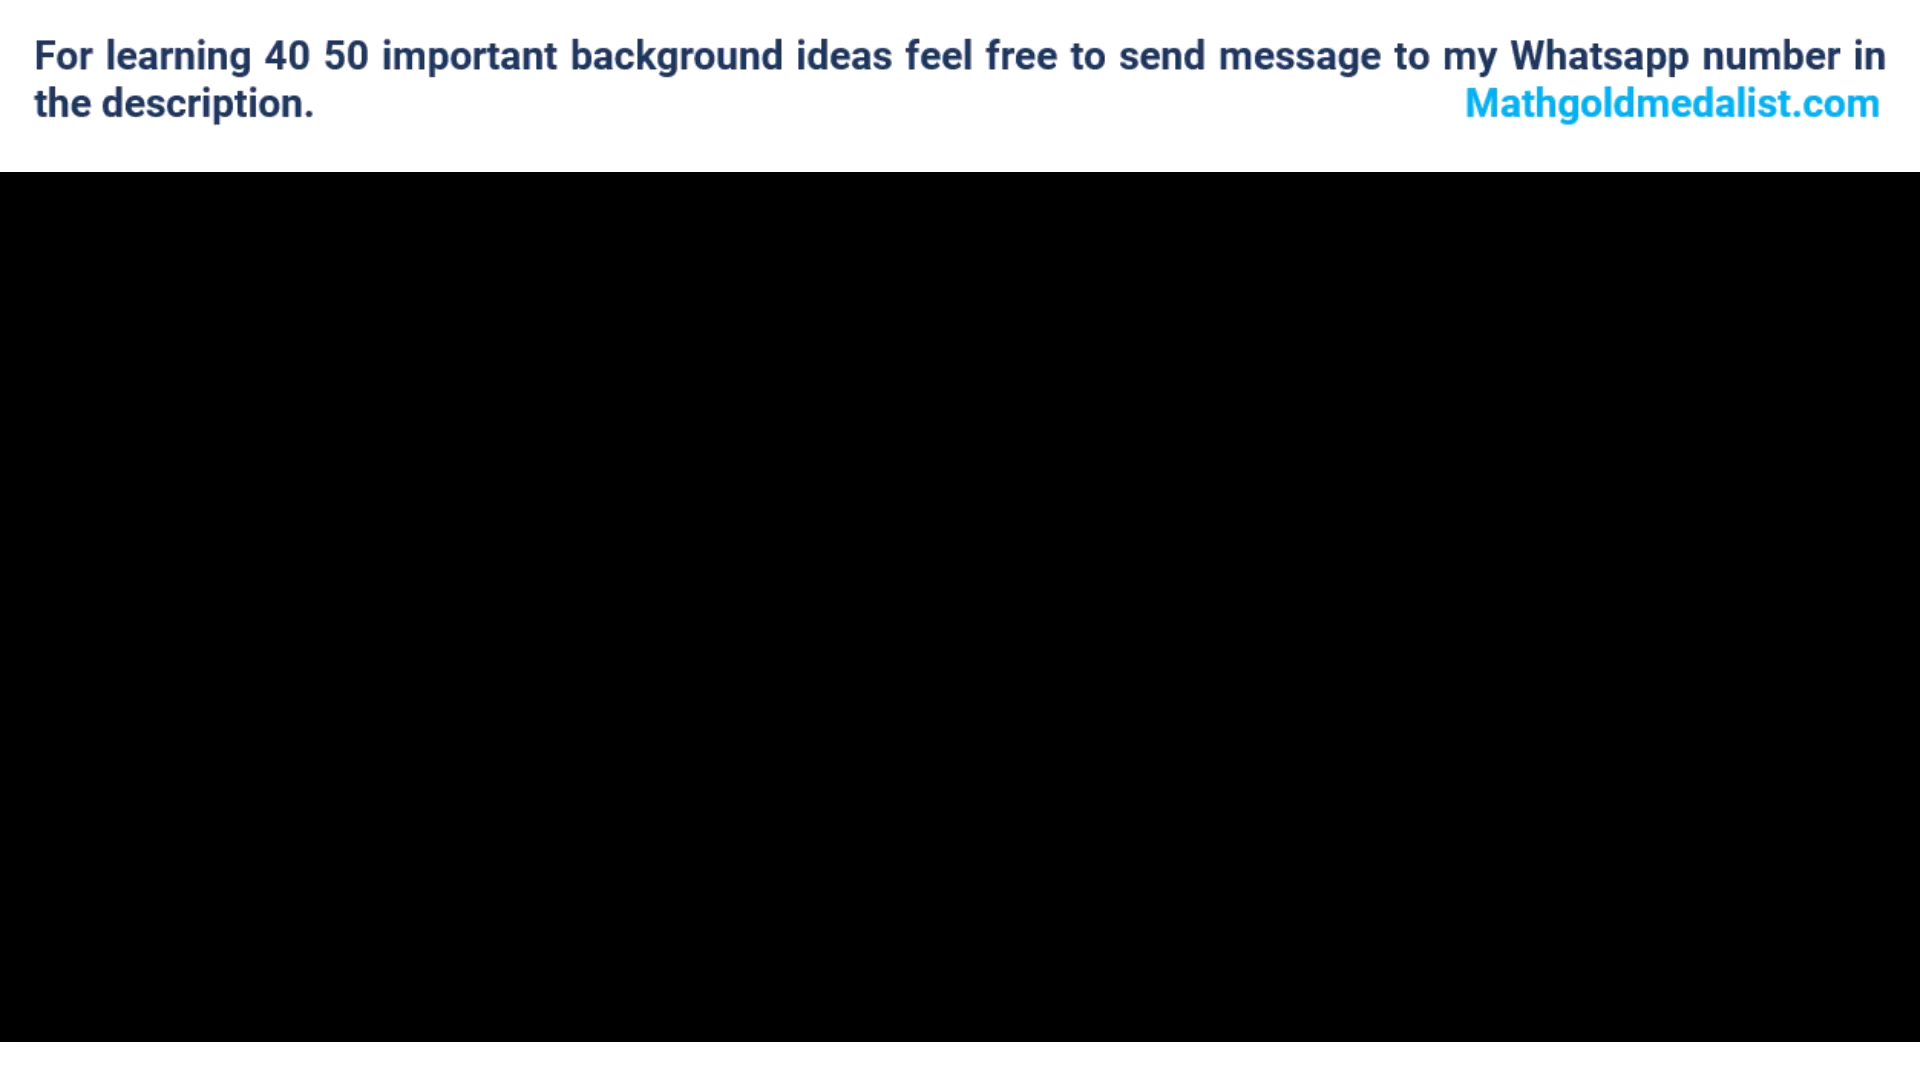 For learning 40 50 important background ideas feel free to send message to my Whatsapp number in
the description. Mathgoldmedalist.com